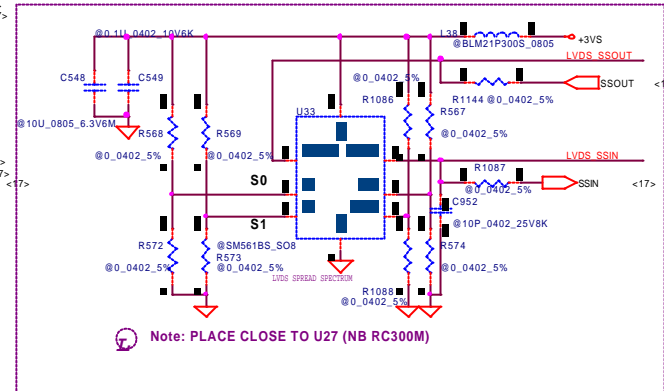 @0.1U_0402_10V6K
L38
@BLM21P300S_0805
+3VS
LVDS_SSOUT
C548
C549
@0_0402_5%
SSOUT
R1086
R567
R1144 @0_0402_5%
@10U_0805_6.3V6M
U33
R568
R569
@0_0402_5%
@0_0402_5%
@0_0402_5%
LVDS_SSIN
<17>
R1087
S0
SSIN
<17>
@0_0402_5%
C952
S1
@10P_0402_25V8K
R572
@SM561BS_SO8
R574
R573
@0_0402_5%
@0_0402_5%
@0_0402_5%
LVDS SPREAD SPECTRUM
R1088
@0_0402_5%
Note: PLACE CLOSE TO U27 (NB RC300M)